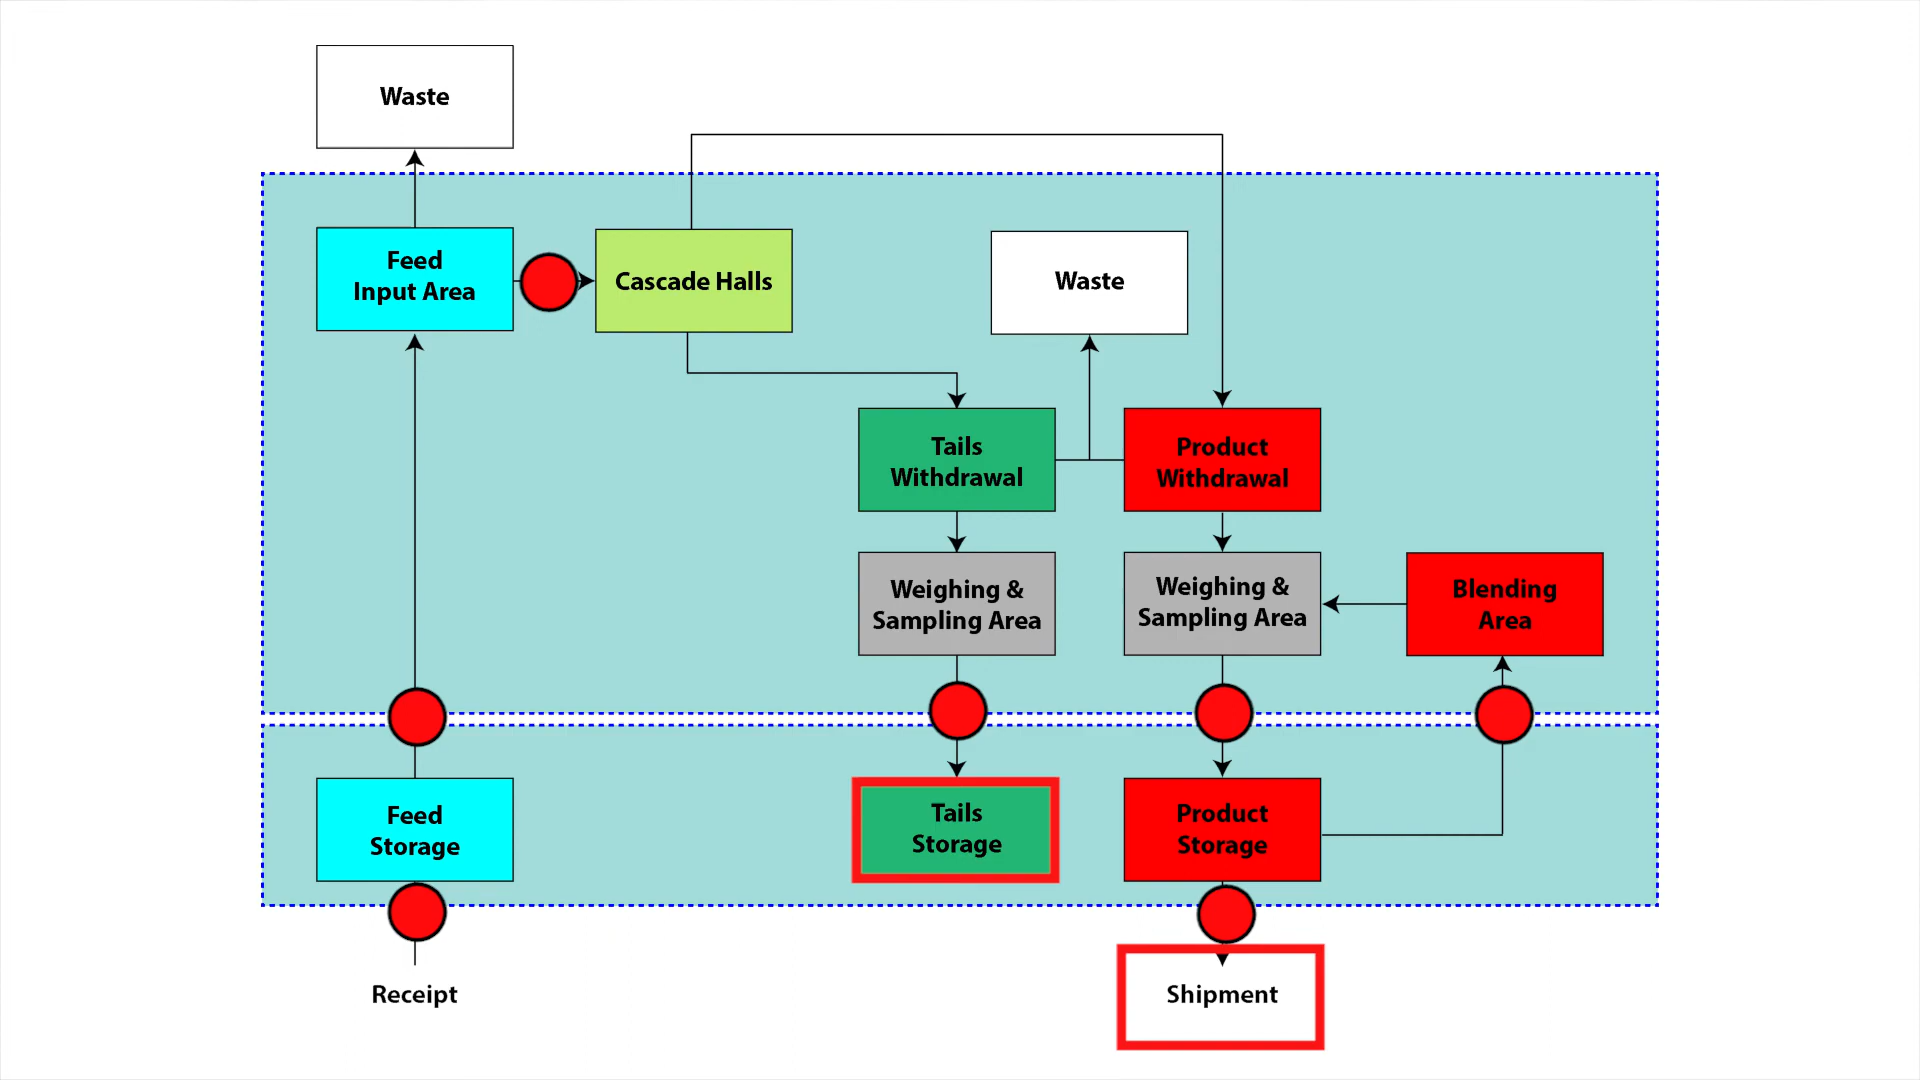 Waste
Feed
Input Area
Cascade Halls
Waste
Tails
Withdrawal
Product
Withdrawal
Weighing &
Sampling Area
Weighing &
Sampling Area
Blending
Area
Feed
Storage
Tails
Storage
Product
Storage
Receipt
Shipment